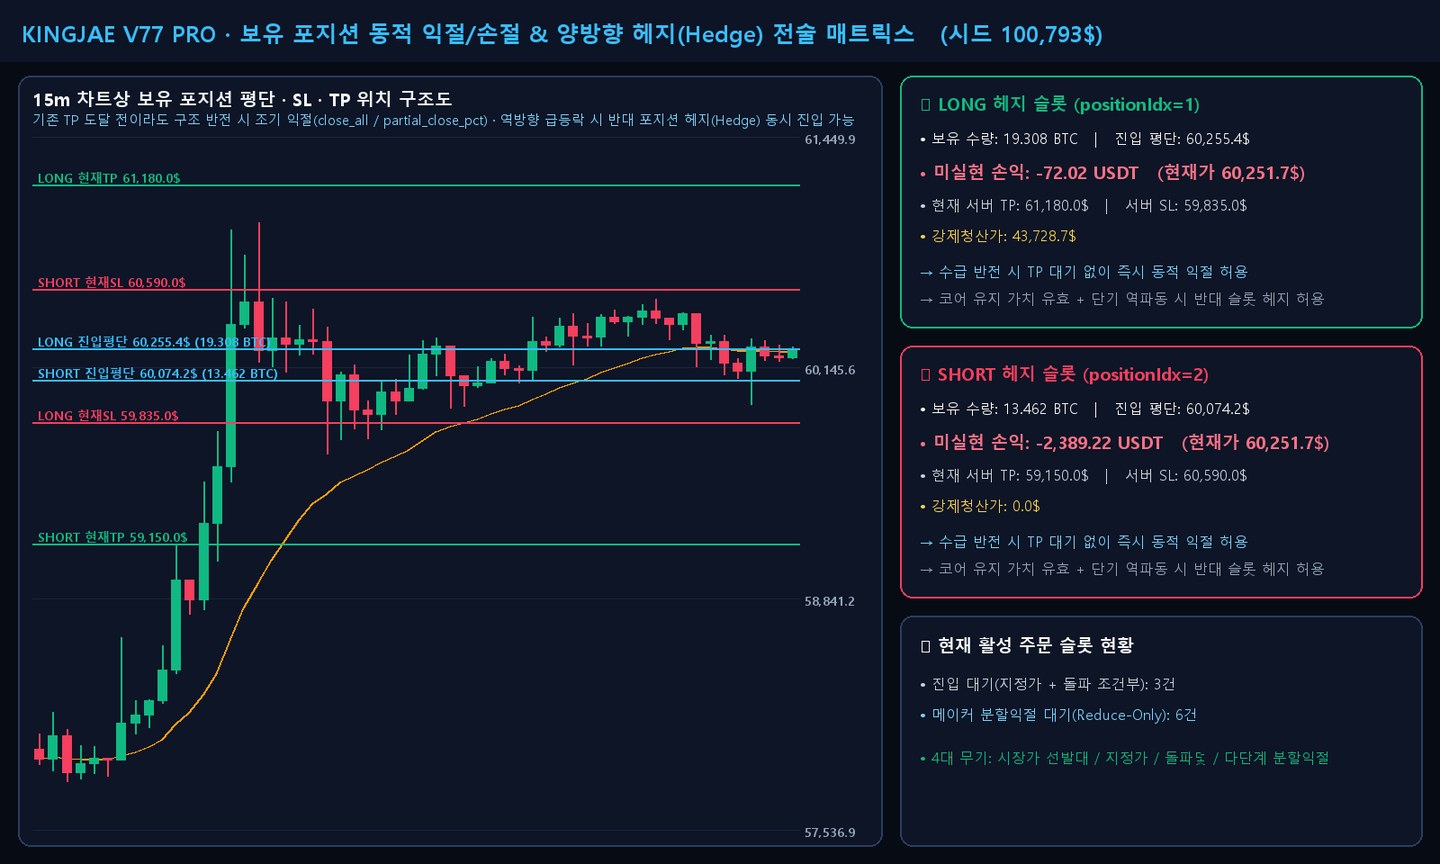 KINGJAE V77 PRO · 보유 포지션 동적 익절/손절 & 양방향 헤지(Hedge) 전술 매트릭스 (시드 100,793$)
15m 차트상 보유 포지션 평단 · SL · TP 위치 구조도
기존 TP 도달 전이라도 구조 반전 시 조기 익절(close_all / partial_close_pct) · 역방향 급등락 시 반대 포지션 헤지(Hedge) 동시 진입 가능
61,449.9
LONG 현재TP 61,180.0$
SHORT 현재SL 60,590.0$
LONG 진입평단 60,255.4$ (19.308 BTC)
60,145.6
SHORT 진입평단 60,074.2$ (13.462 BTC)
LONG 현재SL 59,835.0$
SHORT 현재TP 59,150.0$
58,841.2
57,536.9
LONG 헤지 슬롯 (positionIdx=1)
• 보유 수량: 19.308 BTC | 진입 평단: 60,255.4$
• 미실현 손익: -72.02 USDT (현재가 60,251.7$)
• 현재 서버 TP: 61,180.0$ | 서버 SL: 59,835.0$
• 강제청산가: 43,728.7$
→ 수급 반전 시 TP 대기 없이 즉시 동적 익절 허용
→ 코어 유지 가치 유효 + 단기 역파동 시 반대 슬롯 헤지 허용
SHORT 헤지 슬롯 (positionIdx=2)
• 보유 수량: 13.462 BTC | 진입 평단: 60,074.2$
• 미실현 손익: -2,389.22 USDT (현재가 60,251.7$)
• 현재 서버 TP: 59,150.0$ | 서버 SL: 60,590.0$
• 강제청산가: 0.0$
→ 수급 반전 시 TP 대기 없이 즉시 동적 익절 허용
→ 코어 유지 가치 유효 + 단기 역파동 시 반대 슬롯 헤지 허용
현재 활성 주문 슬롯 현황
• 진입 대기(지정가 + 돌파 조건부): 3건
• 메이커 분할익절 대기(Reduce-Only): 6건
• 4대 무기: 시장가 선발대 / 지정가 / 돌파덫 / 다단계 분할익절